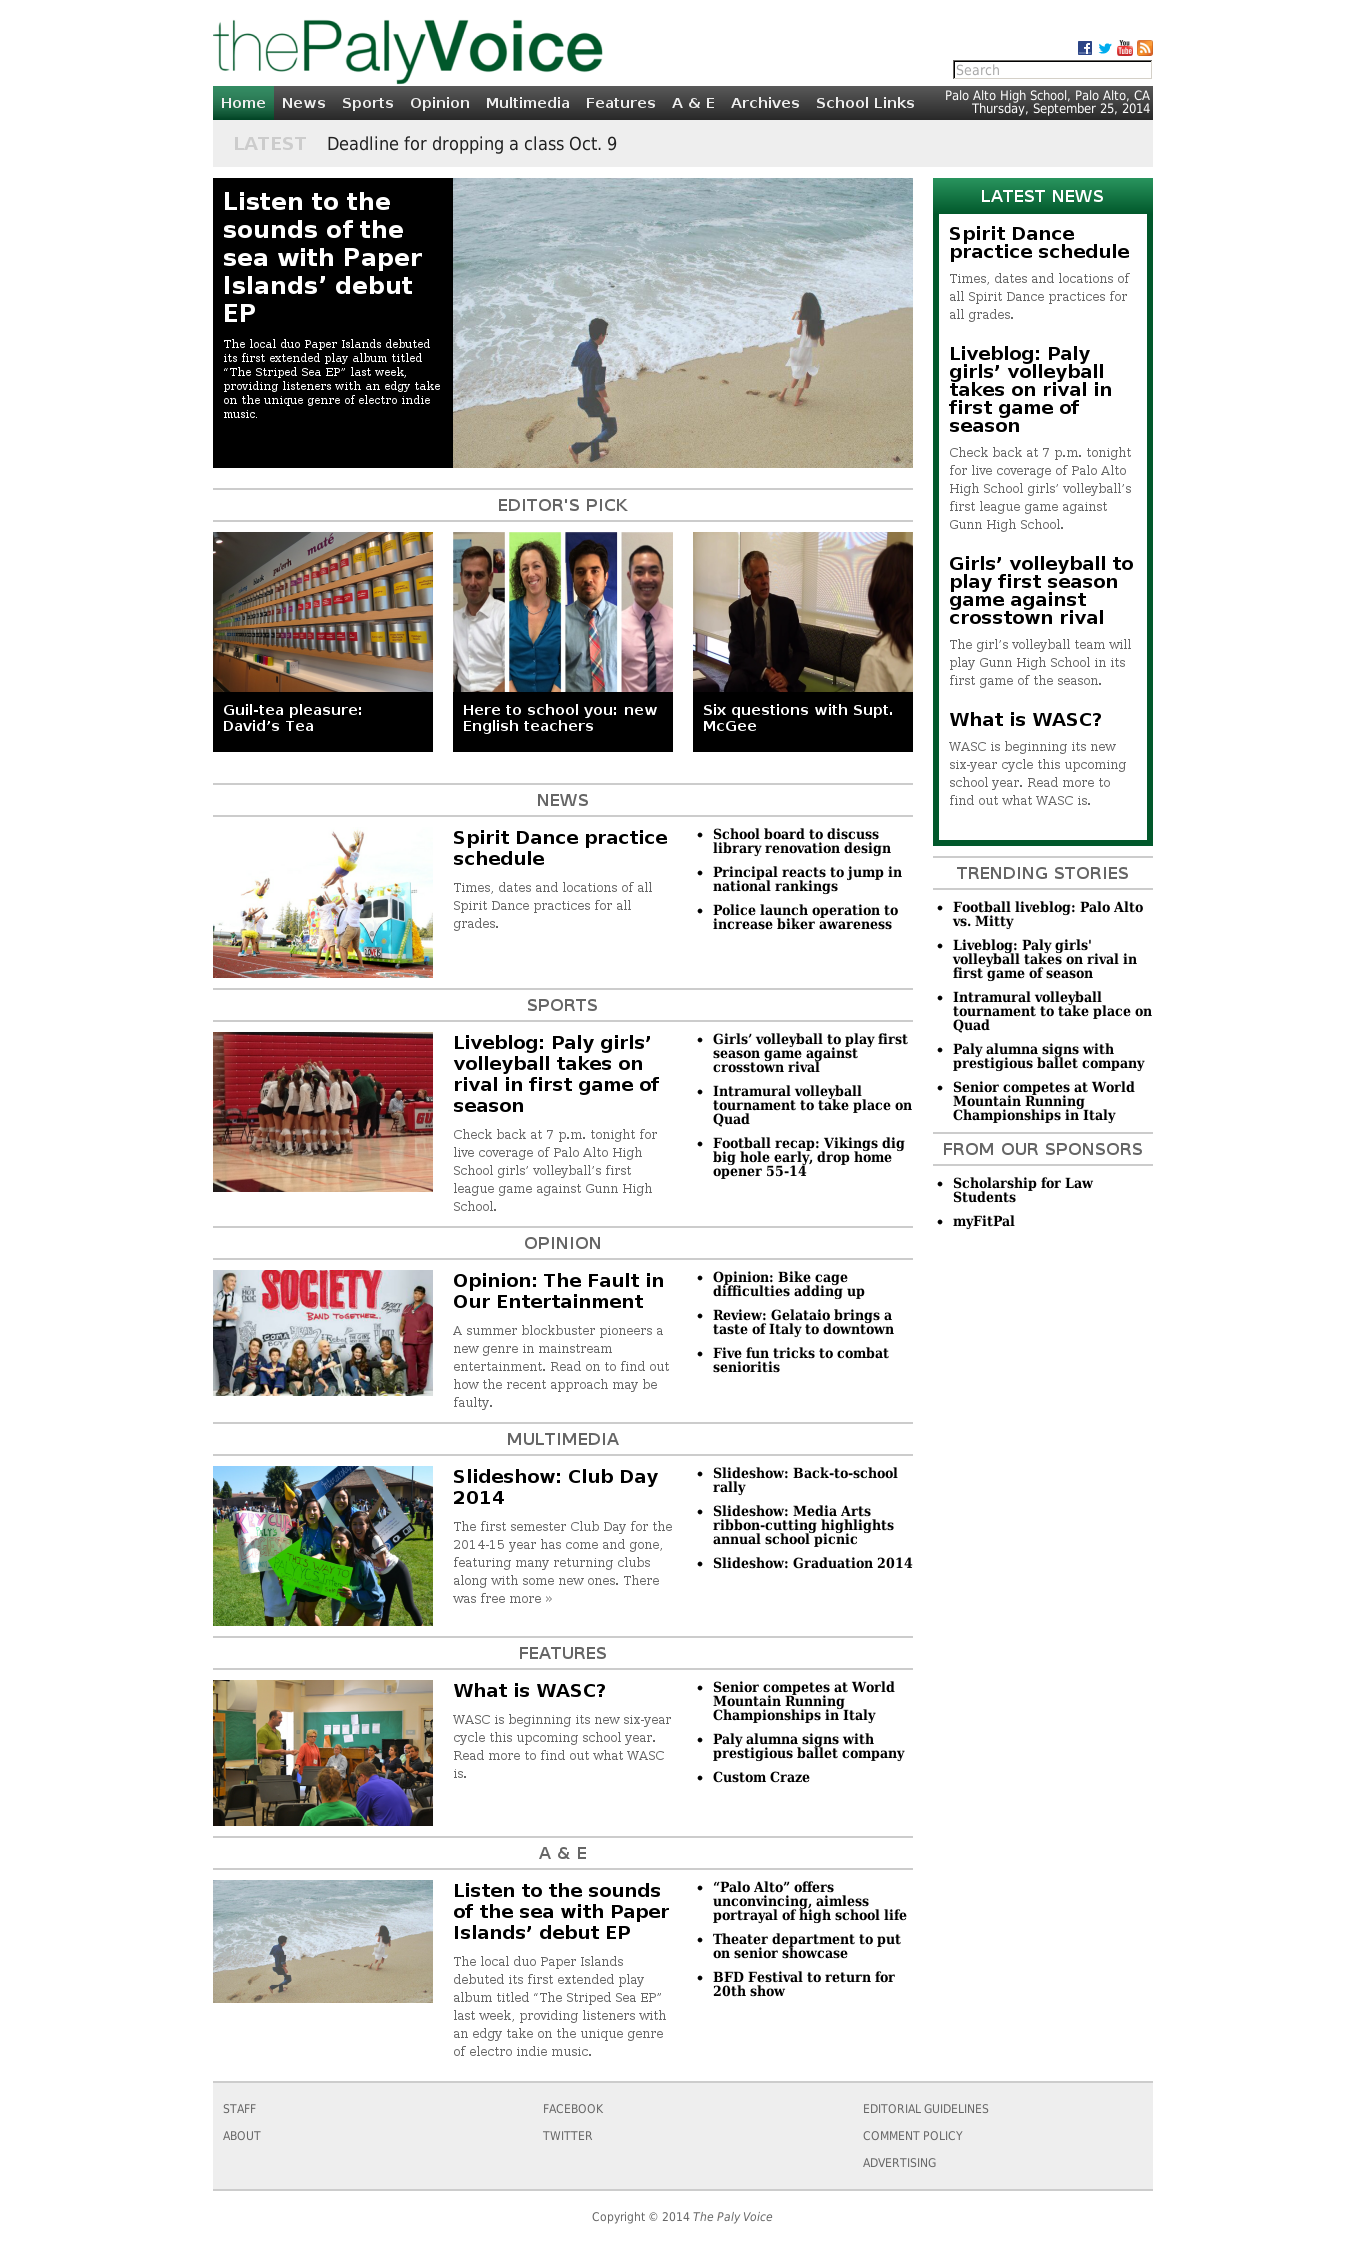 thePalyVoice
Search
Home News Sports Opinion Multimedia Features A & E Archives School Links
Palo Alto High School, Palo Alto, CA
Thursday, September 25, 2014
LATEST Deadline for dropping a class Oct. 9
Listen to the
sounds of the
sea with Paper
Islands’ debut
EP
The local duo Paper Islands debuted
its first extended play album titled
“The Striped Sea EP” last week,
providing listeners with an edgy take
on the unique genre of electro indie
music.
EDITOR'S PICK
maté
Guil-tea pleasure:
David’s Tea
Here to school you: new
English teachers
Six questions with Supt.
McGee
NEWS
Spirit Dance practice
schedule
Times, dates and locations of all
Spirit Dance practices for all
grades.
• School board to discuss
library renovation design
• Principal reacts to jump in
national rankings
• Police launch operation to
increase biker awareness
SPORTS
Liveblog: Paly girls’
volleyball takes on
rival in first game of
season
Check back at 7 p.m. tonight for
live coverage of Palo Alto High
School girls’ volleyball’s first
league game against Gunn High
School.
• Girls’ volleyball to play first
season game against
crosstown rival
• Intramural volleyball
tournament to take place on
Quad
• Football recap: Vikings dig
big hole early, drop home
opener 55-14
OPINION
SOCIETY
BAND TOGETHER.
Opinion: The Fault in
Our Entertainment
A summer blockbuster pioneers a
new genre in mainstream
entertainment. Read on to find out
how the recent approach may be
faulty.
• Opinion: Bike cage
difficulties adding up
• Review: Gelataio brings a
taste of Italy to downtown
• Five fun tricks to combat
senioritis
MULTIMEDIA
Slideshow: Club Day
2014
The first semester Club Day for the
2014-15 year has come and gone,
featuring many returning clubs
along with some new ones. There
was free more »
• Slideshow: Back-to-school
rally
• Slideshow: Media Arts
ribbon-cutting highlights
annual school picnic
• Slideshow: Graduation 2014
FEATURES
What is WASC?
WASC is beginning its new six-year
cycle this upcoming school year.
Read more to find out what WASC
is.
• Senior competes at World
Mountain Running
Championships in Italy
• Paly alumna signs with
prestigious ballet company
• Custom Craze
A & E
Listen to the sounds
of the sea with Paper
Islands’ debut EP
The local duo Paper Islands
debuted its first extended play
album titled “The Striped Sea EP”
last week, providing listeners with
an edgy take on the unique genre
of electro indie music.
• “Palo Alto” offers
unconvincing, aimless
portrayal of high school life
• Theater department to put
on senior showcase
• BFD Festival to return for
20th show
LATEST NEWS
Spirit Dance
practice schedule
Times, dates and locations of
all Spirit Dance practices for
all grades.
Liveblog: Paly
girls’ volleyball
takes on rival in
first game of
season
Check back at 7 p.m. tonight
for live coverage of Palo Alto
High School girls’ volleyball’s
first league game against
Gunn High School.
Girls’ volleyball to
play first season
game against
crosstown rival
The girl’s volleyball team will
play Gunn High School in its
first game of the season.
What is WASC?
WASC is beginning its new
six-year cycle this upcoming
school year. Read more to
find out what WASC is.
TRENDING STORIES
• Football liveblog: Palo Alto
vs. Mitty
• Liveblog: Paly girls'
volleyball takes on rival in
first game of season
• Intramural volleyball
tournament to take place on
Quad
• Paly alumna signs with
prestigious ballet company
• Senior competes at World
Mountain Running
Championships in Italy
FROM OUR SPONSORS
• Scholarship for Law
Students
• myFitPal
STAFF
ABOUT
FACEBOOK
TWITTER
EDITORIAL GUIDELINES
COMMENT POLICY
ADVERTISING
Copyright © 2014 The Paly Voice